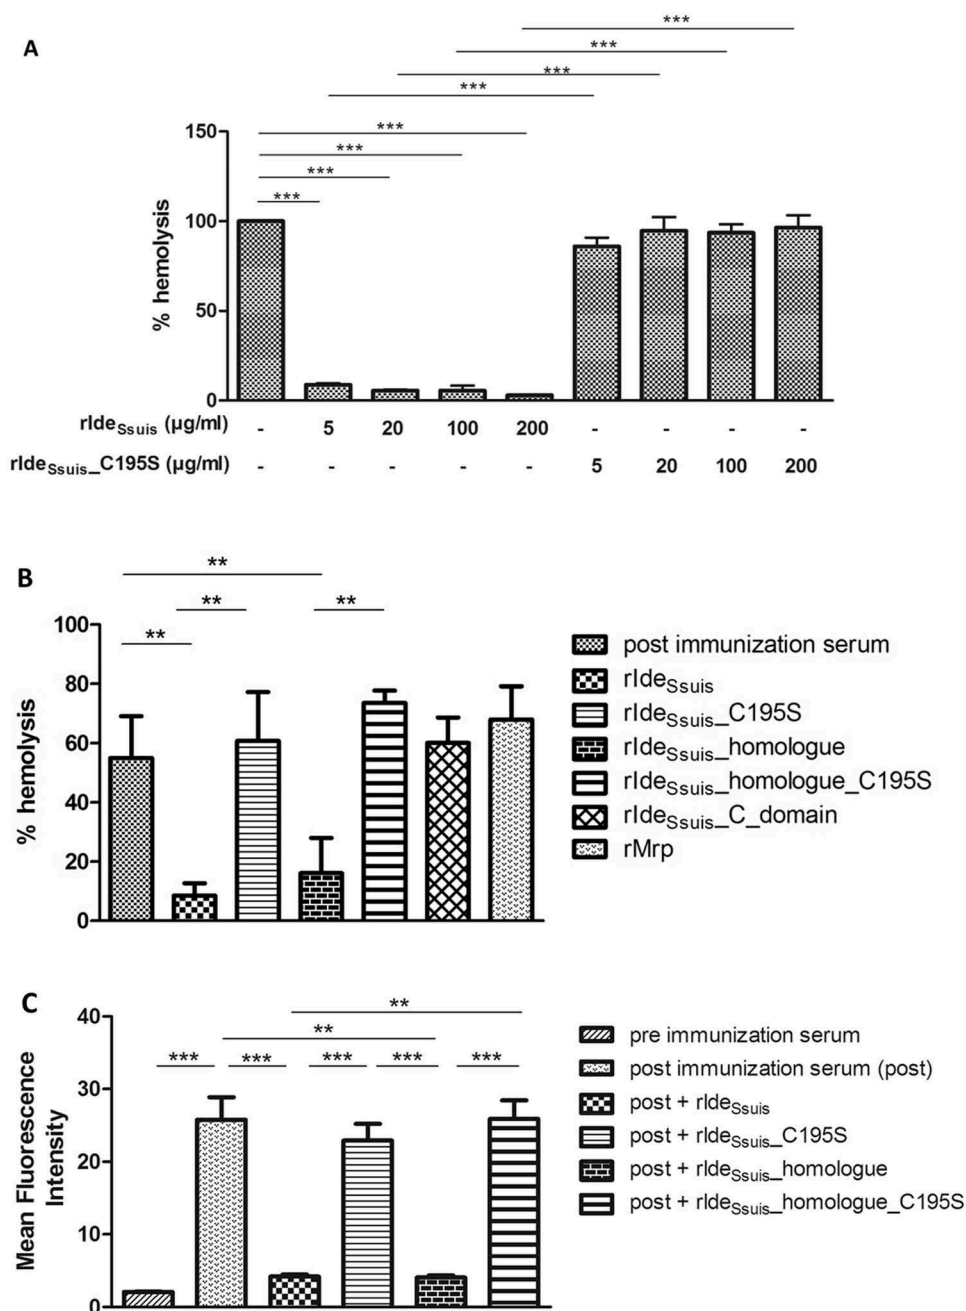 A
***
***
***
***
***
***
***
***
150
100
50
0
% hemolysis
rIde_Ssuis (µg/ml) - 5 20 100 200 - - - -
rIde_Ssuis_C195S (µg/ml) - - - - - 5 20 100 200
B
**
** **
**
100
80
60
40
20
0
% hemolysis
post immunization serum
rIde_Ssuis
rIde_Ssuis_C195S
rIde_Ssuis_homologue
rIde_Ssuis_homologue_C195S
rIde_Ssuis_C_domain
rMrp
C
**
**
*** *** *** *** ***
40
30
20
10
0
Mean Fluorescence
Intensity
pre immunization serum
post immunization serum (post)
post + rIde_Ssuis
post + rIde_Ssuis_C195S
post + rIde_Ssuis_homologue
post + rIde_Ssuis_homologue_C195S